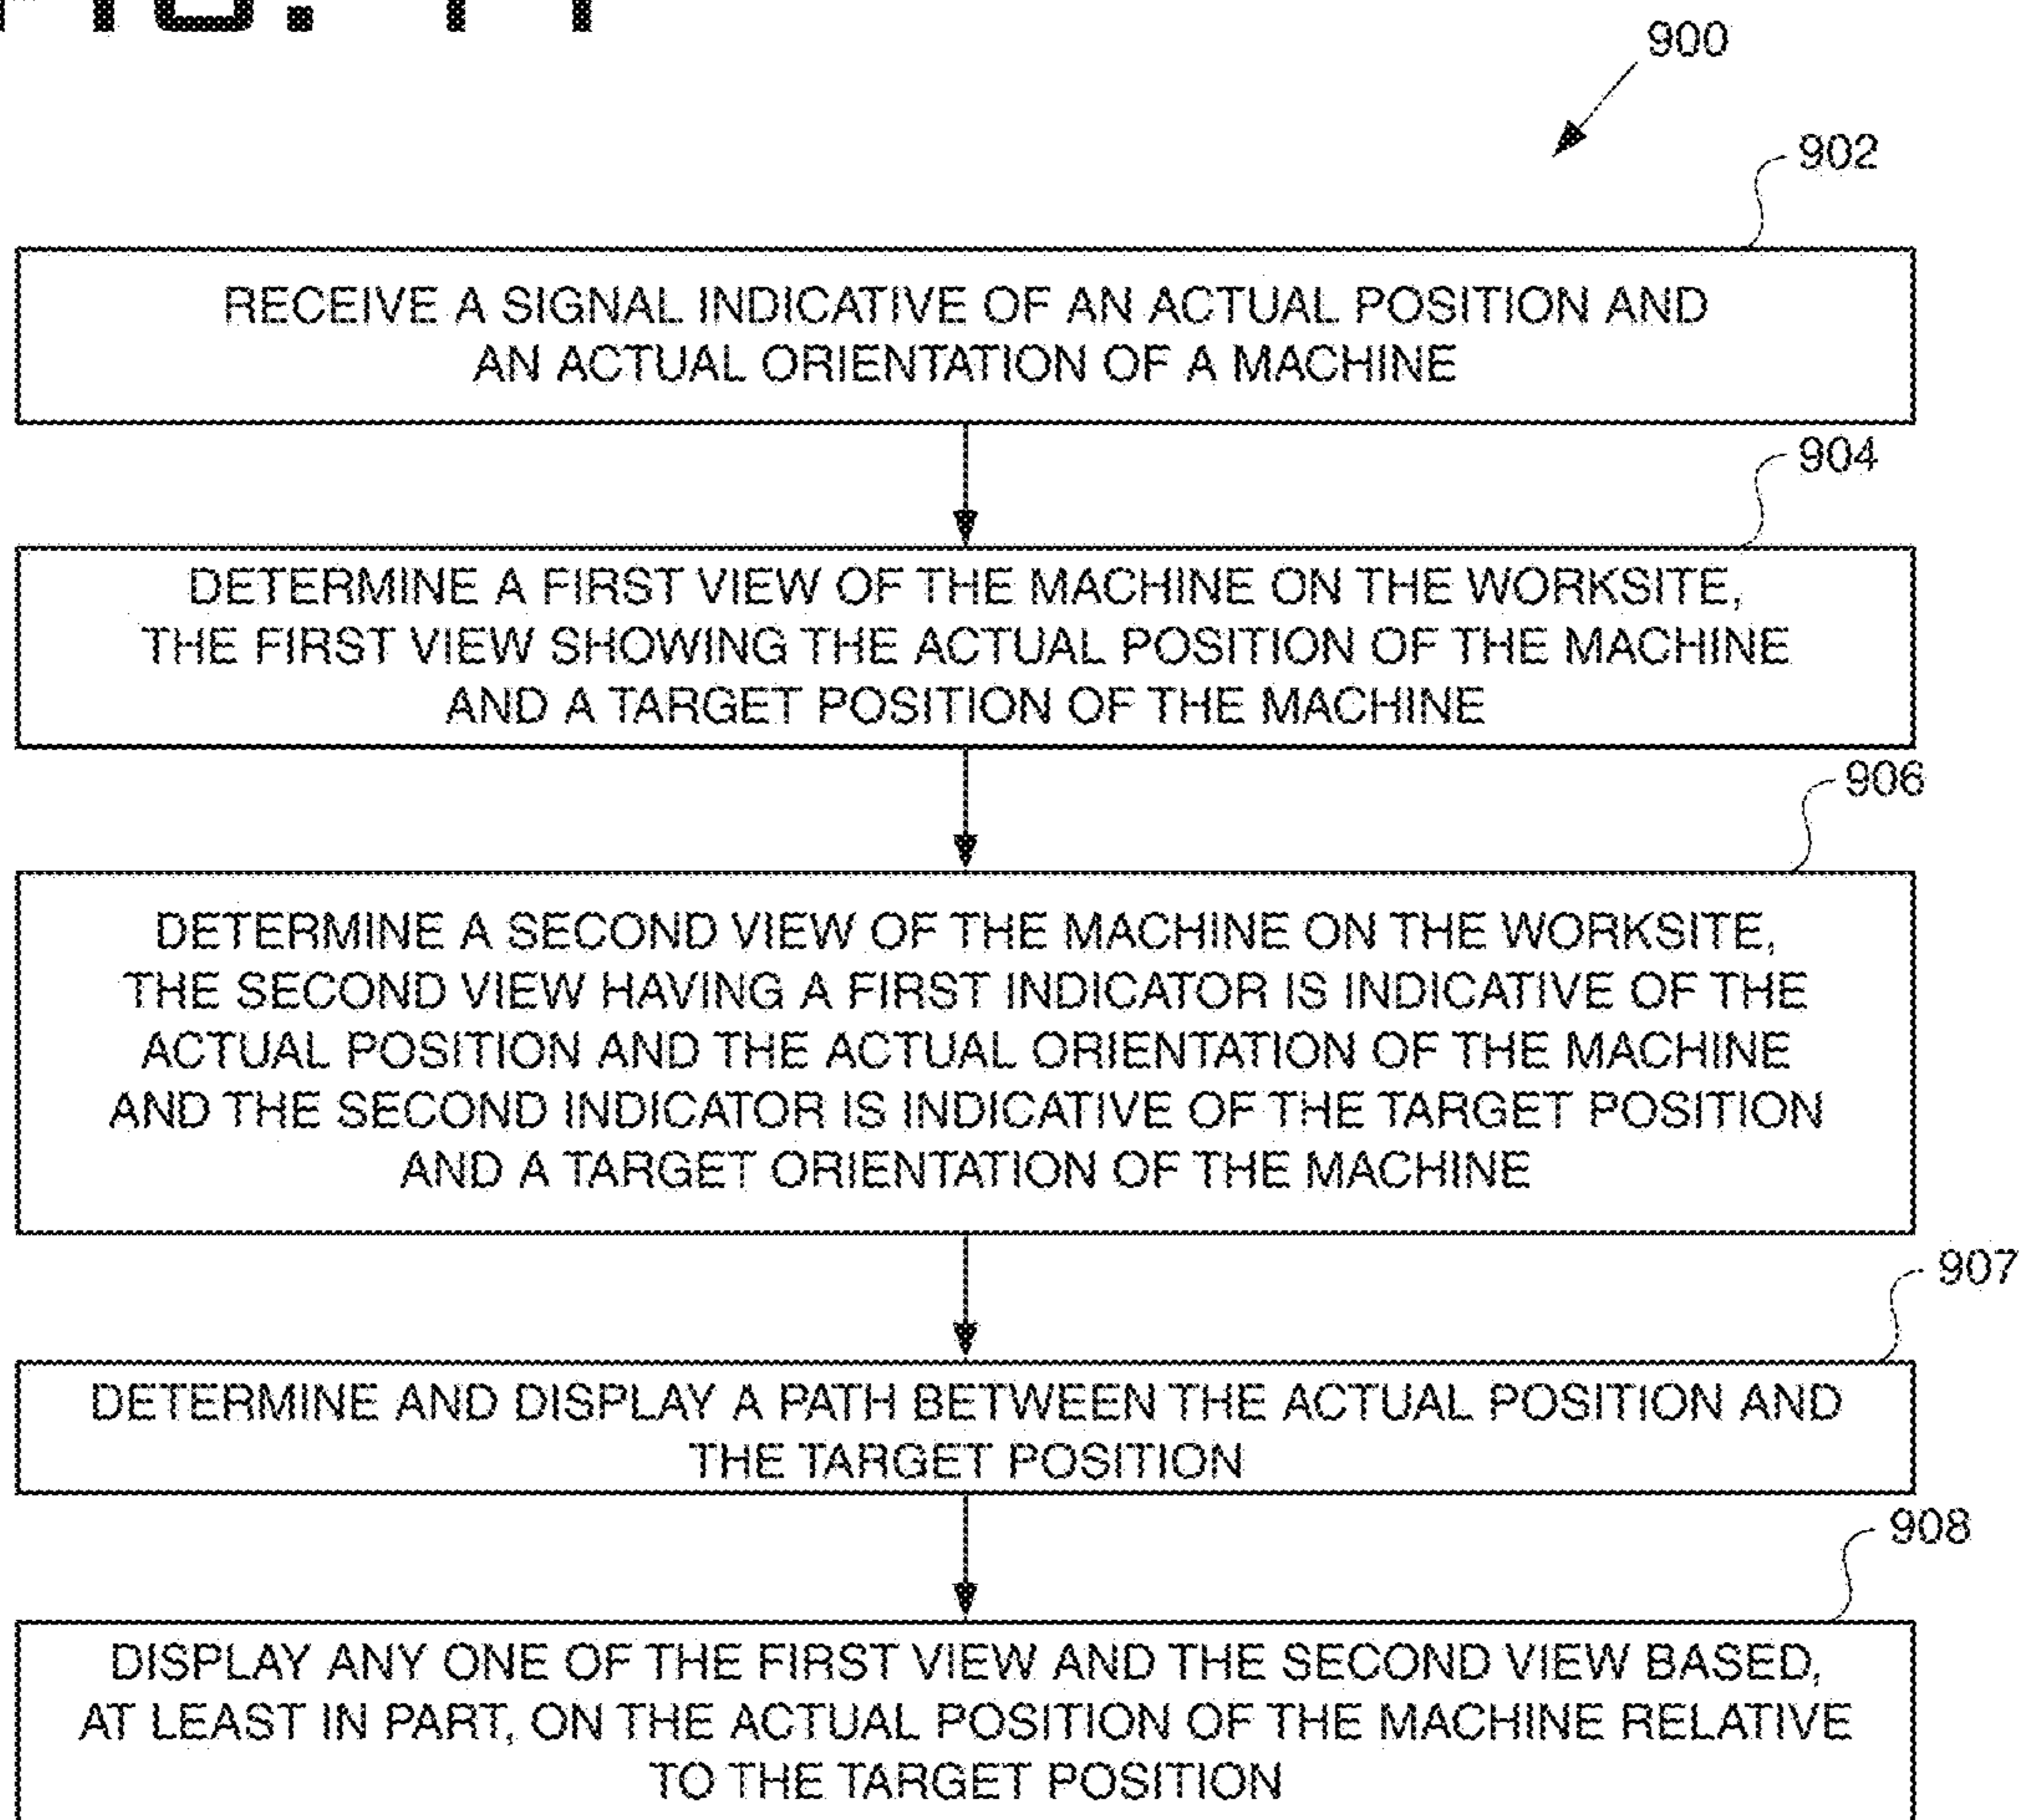 900
902
RECEIVE A SIGNAL INDICATIVE OF AN ACTUAL POSITION AND
AN ACTUAL ORIENTATION OF A MACHINE
904
DETERMINE A FIRST VIEW OF THE MACHINE ON THE WORKSITE,
THE FIRST VIEW SHOWING THE ACTUAL POSITION OF THE MACHINE
AND A TARGET POSITION OF THE MACHINE
906
DETERMINE A SECOND VIEW OF THE MACHINE ON THE WORKSITE,
THE SECOND VIEW HAVING A FIRST INDICATOR IS INDICATIVE OF THE
ACTUAL POSITION AND THE ACTUAL ORIENTATION OF THE MACHINE
AND THE SECOND INDICATOR IS INDICATIVE OF THE TARGET POSITION
AND A TARGET ORIENTATION OF THE MACHINE
907
DETERMINE AND DISPLAY A PATH BETWEEN THE ACTUAL POSITION AND
THE TARGET POSITION
908
DISPLAY ANY ONE OF THE FIRST VIEW AND THE SECOND VIEW BASED,
AT LEAST IN PART, ON THE ACTUAL POSITION OF THE MACHINE RELATIVE
TO THE TARGET POSITION